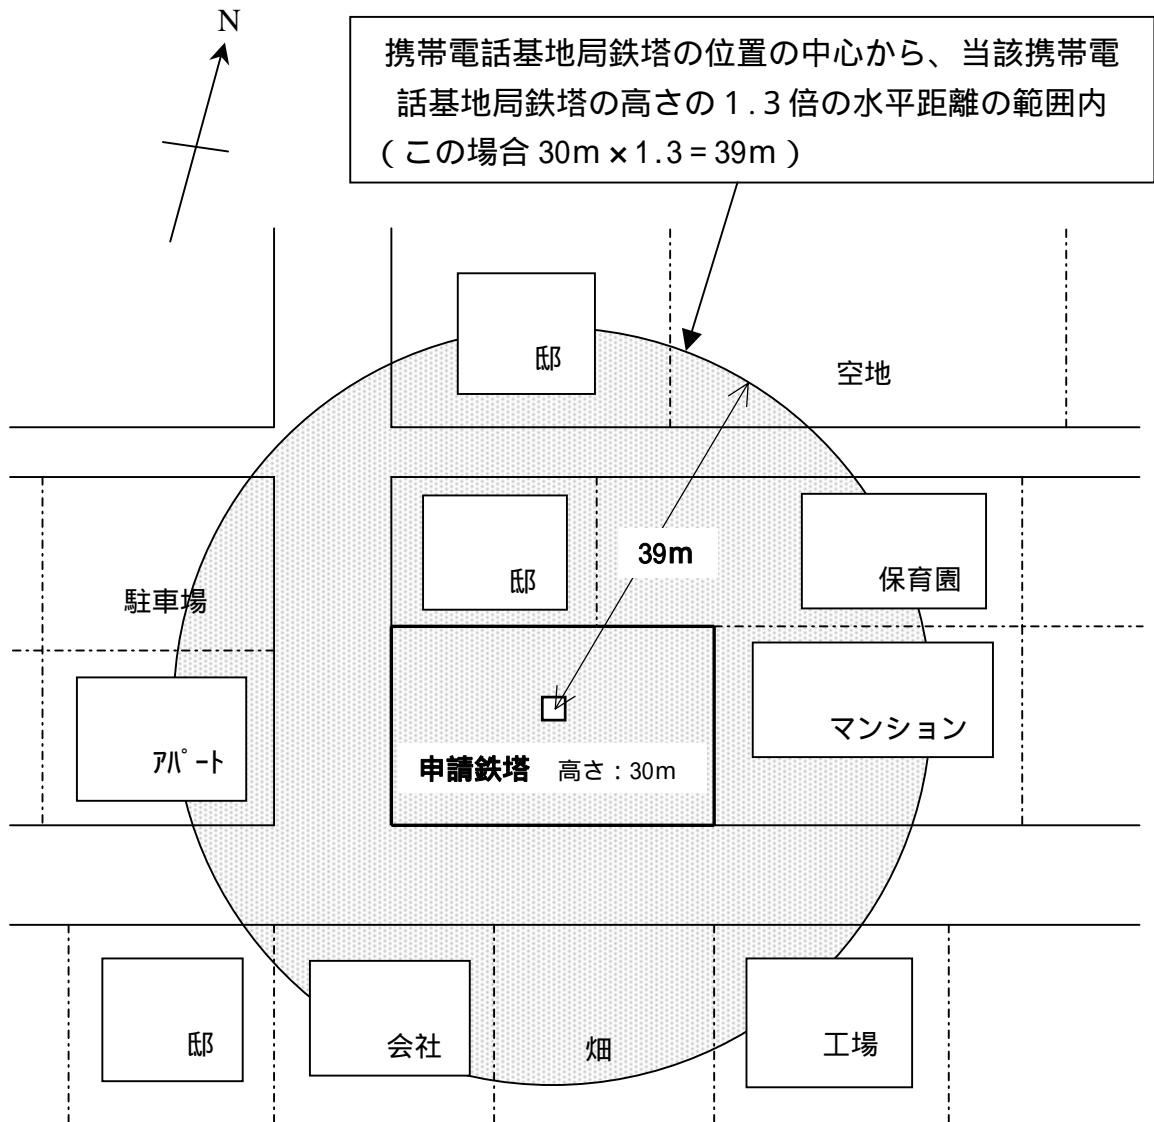 N
携帯電話基地局鉄塔の位置の中心から、当該携帯電
話基地局鉄塔の高さの1.3倍の水平距離の範囲内
(この場合30m×1.3=39m)
邸
空地
39m
邸
保育園
駐車場
マンション
アパート
申請鉄塔 高さ:30m
邸
会社
畑
工場